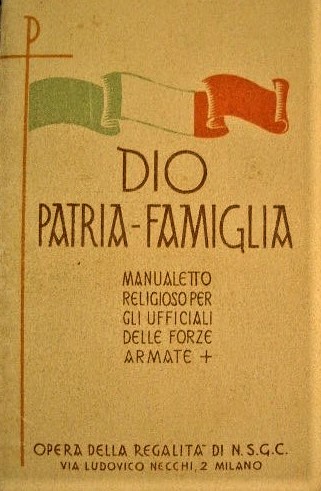 DIO
PATRIA-FAMIGLIA
MANUALETTO
RELIGIOSO PER
GLI UFFICIALI
DELLE FORZE
ARMATE +
OPERA DELLA REGALITA' DI N.S.G.C.
VIA LUDOVICO NECCHI, 2 MILANO